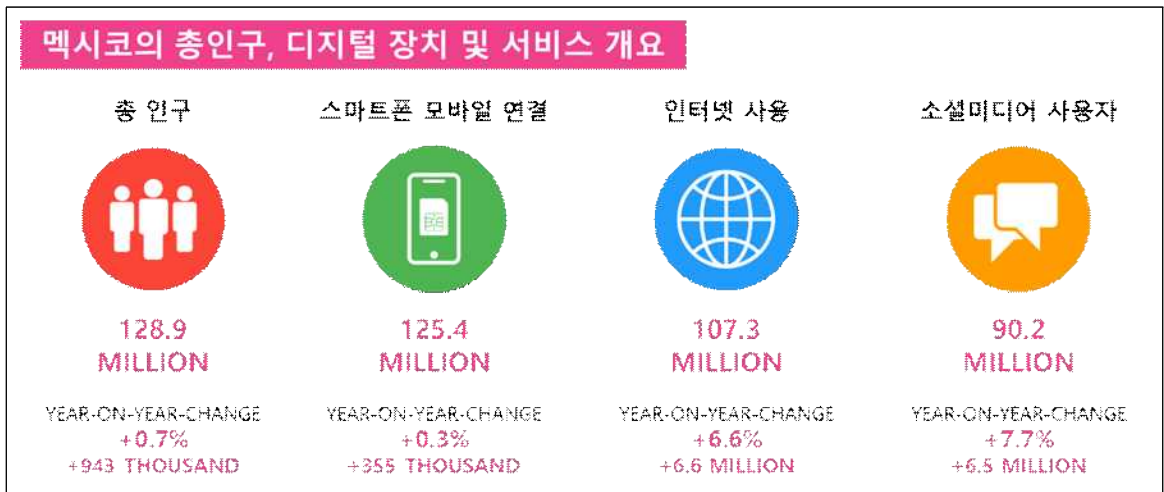 멕시코의 총인구, 디지털 장치 및 서비스 개요
총 인구
스마트폰 모바일 연결
인터넷 사용
소셜미디어 사용자
128.9
MILLION
125.4
MILLION
107.3
MILLION
90.2
MILLION
YEAR-ON-YEAR-CHANGE
+0.7%
+943 THOUSAND
YEAR-ON-YEAR-CHANGE
+0.3%
+355 THOUSAND
YEAR-ON-YEAR-CHANGE
+6.6%
+6.6 MILLION
YEAR-ON-YEAR-CHANGE
+7.7%
+6.5 MILLION